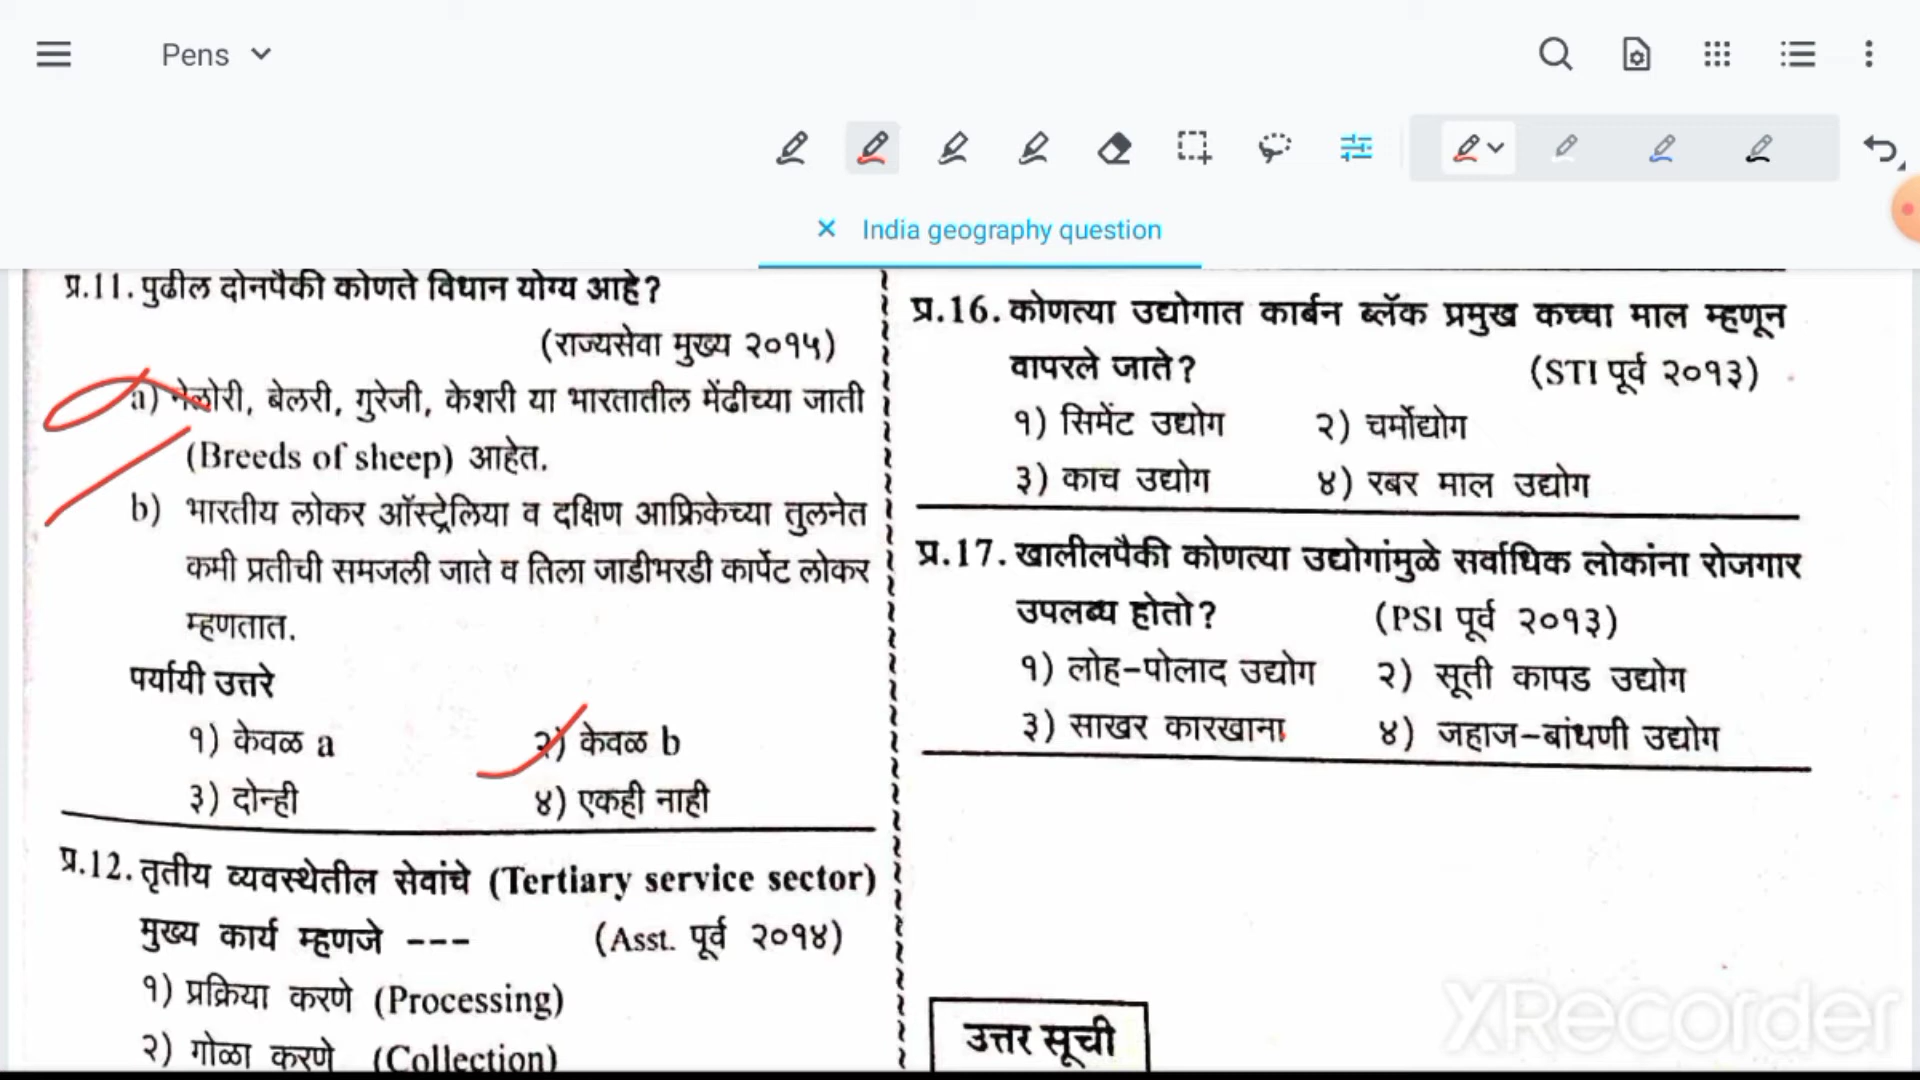 Pens
India geography question
प्र.11. पुढील दोनपैकी कोणते विधान योग्य आहे?
(राज्यसेवा मुख्य २०१५)
a) नेलोरी, बेलरी, गुरेजी, केशरी या भारतातील मेंढीच्या जाती
(Breeds of sheep) आहेत.
b) भारतीय लोकर ऑस्ट्रेलिया व दक्षिण आफ्रिकेच्या तुलनेत
कमी प्रतीची समजली जाते व तिला जाडीभरडी कार्पेट लोकर
म्हणतात.
पर्यायी उत्तरे
१) केवळ a २) केवळ b
३) दोन्ही ४) एकही नाही
प्र.12. तृतीय व्यवस्थेतील सेवांचे (Tertiary service sector)
मुख्य कार्य म्हणजे --- (Asst. पूर्व २०१४)
१) प्रक्रिया करणे (Processing)
२) गोळा करणे (Collection)
प्र.16. कोणत्या उद्योगात कार्बन ब्लॅक प्रमुख कच्चा माल म्हणून
वापरले जाते? (STI पूर्व २०१३)
१) सिमेंट उद्योग २) चर्मोद्योग
३) काच उद्योग ४) रबर माल उद्योग
प्र.17. खालीलपैकी कोणत्या उद्योगांमुळे सर्वाधिक लोकांना रोजगार
उपलब्ध होतो? (PSI पूर्व २०१३)
१) लोह-पोलाद उद्योग २) सूती कापड उद्योग
३) साखर कारखाना ४) जहाज-बांधणी उद्योग
उत्तर सूची
XRecorder